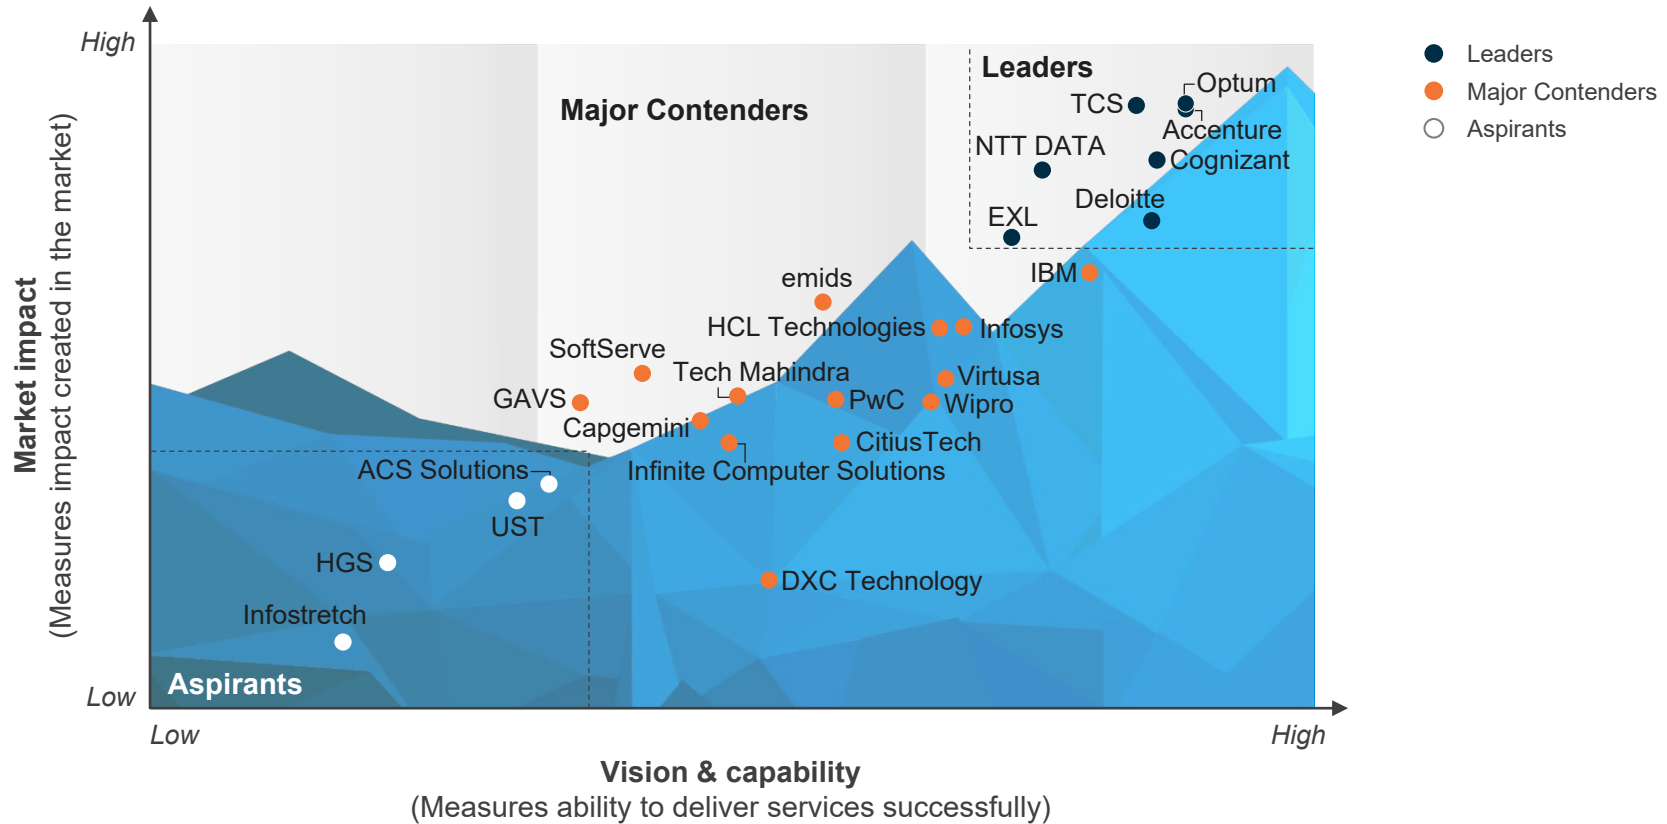 High
Market impact
(Measures impact created in the market)
Low
Major Contenders
Leaders
Optum
TCS
Accenture
NTT DATA
Cognizant
Deloitte
EXL
IBM
emids
HCL Technologies
Infosys
SoftServe
Tech Mahindra
Virtusa
GAVS
PwC
Wipro
Capgemini
CitiusTech
Infinite Computer Solutions
ACS Solutions
UST
HGS
DXC Technology
Infostretch
Aspirants
Low
High
Vision & capability
(Measures ability to deliver services successfully)
Leaders
Major Contenders
Aspirants